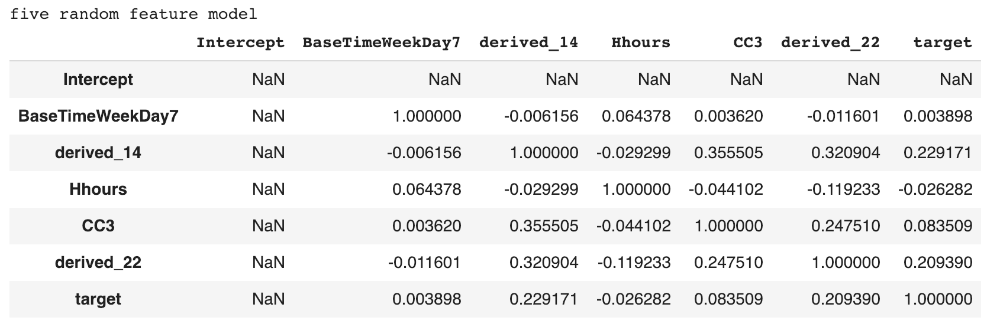 five random feature model
Intercept BaseTimeWeekDay7 derived_14 Hhours CC3 derived_22 target
Intercept NaN NaN NaN NaN NaN NaN NaN
BaseTimeWeekDay7 NaN 1.000000 -0.006156 0.064378 0.003620 -0.011601 0.003898
derived_14 NaN -0.006156 1.000000 -0.029299 0.355505 0.320904 0.229171
Hhours NaN 0.064378 -0.029299 1.000000 -0.044102 -0.119233 -0.026282
CC3 NaN 0.003620 0.355505 -0.044102 1.000000 0.247510 0.083509
derived_22 NaN -0.011601 0.320904 -0.119233 0.247510 1.000000 0.209390
target NaN 0.003898 0.229171 -0.026282 0.083509 0.209390 1.000000